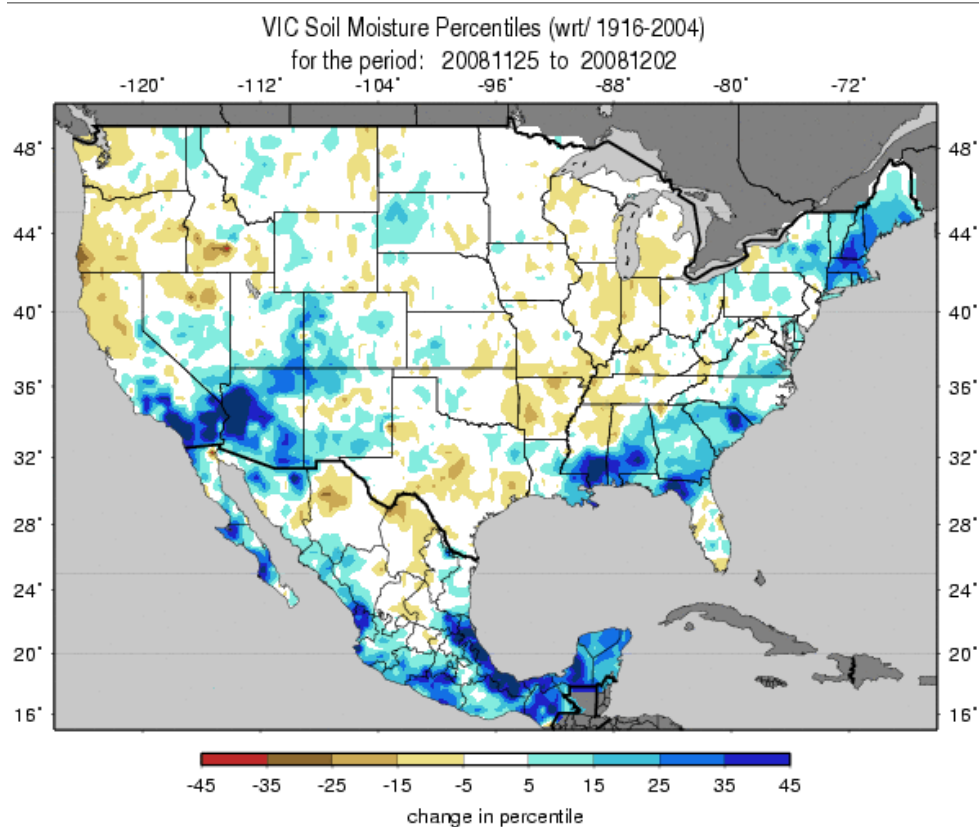 VIC Soil Moisture Percentiles (wrt/ 1916-2004)
for the period: 20081125 to 20081202
-120˚ -112˚ -104˚ -96˚ -88˚ -80˚ -72˚
48˚ 48˚
44˚ 44˚
40˚ 40˚
36˚ 36˚
32˚ 32˚
28˚ 28˚
24˚ 24˚
20˚ 20˚
16˚ 16˚
-45 -35 -25 -15 -5 5 15 25 35 45
change in percentile